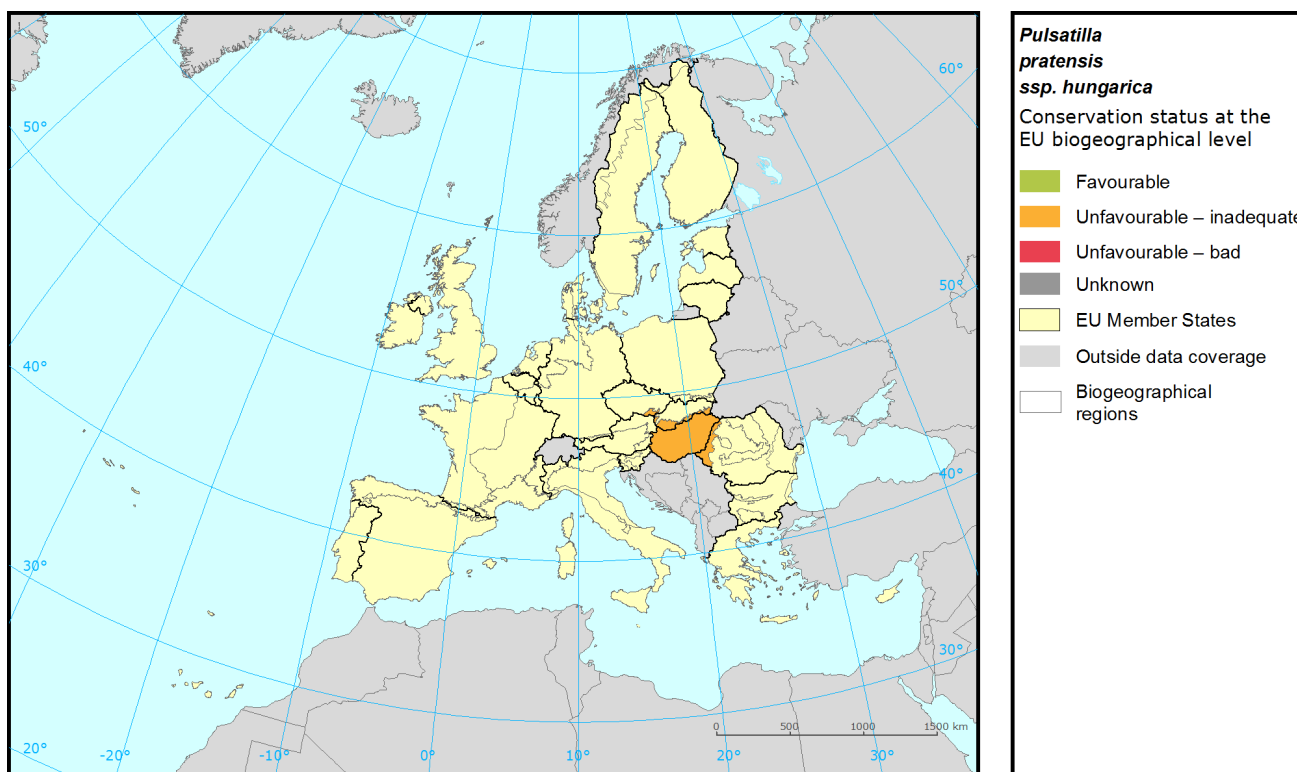 Pulsatilla
pratensis
ssp. hungarica
Conservation status at the
EU biogeographical level
Favourable
Unfavourable – inadequate
Unfavourable – bad
Unknown
EU Member States
Outside data coverage
Biogeographical
regions
60°
50°
50°
40°
40°
30°
30°
20°
-20°
-10°
0°
10°
20°
30°
0
500
1000
1500 km